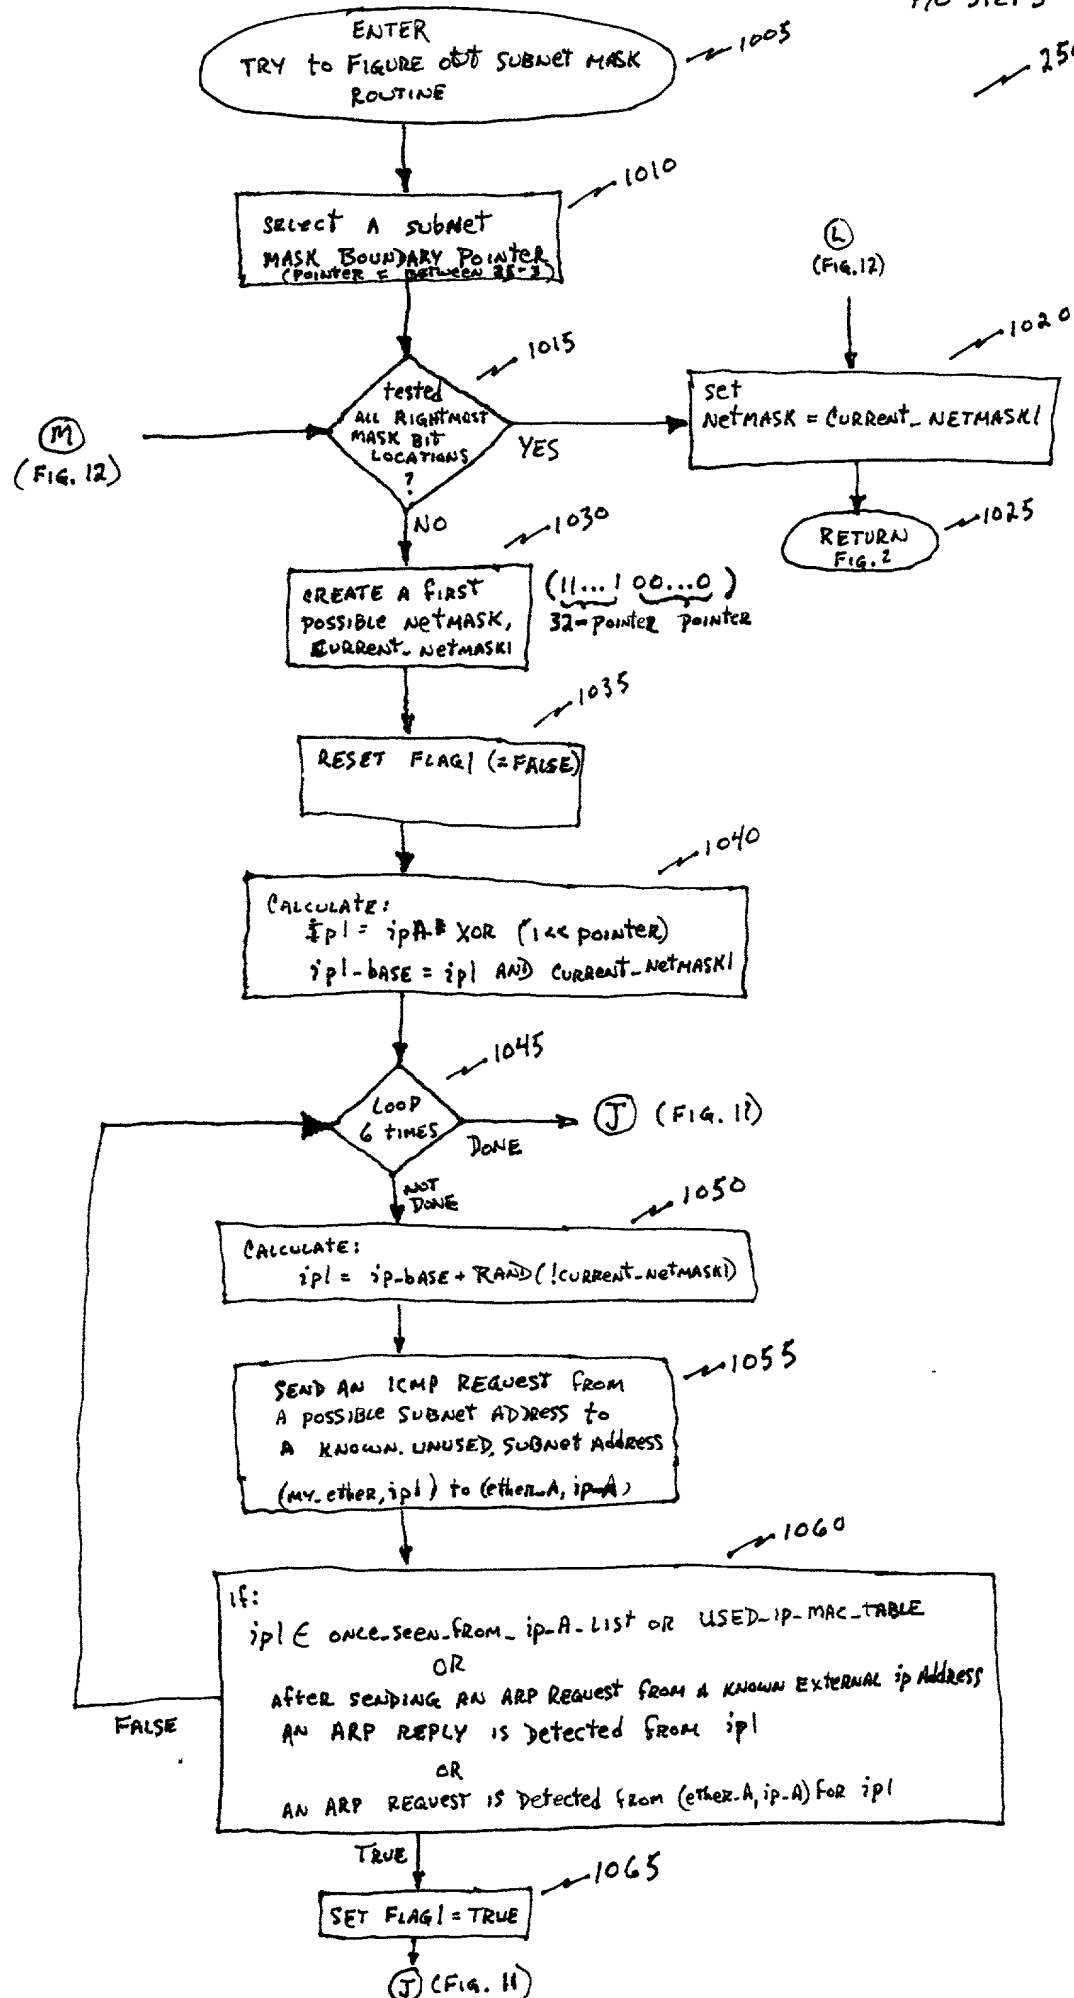 ENTER
TRY to FIGURE out SUBNET MASK
ROUTINE
1005
250
SELECT A SUBNET
MASK BOUNDARY POINTER
(POINTER = BETWEEN 25-3)
1010
L
(FIG. 12)
tested
ALL RIGHTMOST
MASK BIT
LOCATIONS
?
1015
YES
NO
M
(FIG. 12)
set
NETMASK = CURRENT_NETMASK1
1020
RETURN
FIG. 2
1025
CREATE A FIRST
POSSIBLE NETMASK,
CURRENT_NETMASK1
1030
(11...1 00...0)
32-POINTER POINTER
1035
RESET FLAG1 (=FALSE)
1040
CALCULATE:
ip1 = ipA XOR (1<< POINTER)
ip1-BASE = ip1 AND CURRENT_NETMASK1
1045
LOOP
6 TIMES
DONE
J (FIG. 11)
NOT
DONE
1050
CALCULATE:
ip1 = ip-BASE + RAND(!CURRENT_NETMASK1)
1055
SEND AN ICMP REQUEST FROM
A POSSIBLE SUBNET ADDRESS to
A KNOWN, UNUSED, SUBNET Address
(MY_ether, ip1) to (ether_A, ip_A)
1060
if:
ip1 ∈ ONCE_SEEN_FROM_ip_A_LIST OR USED_IP_MAC_TABLE
OR
AFTER SENDING AN ARP REQUEST FROM A KNOWN EXTERNAL ip Address
AN ARP REPLY IS Detected FROM ip1
OR
AN ARP REQUEST IS Detected FROM (ether_A, ip_A) FOR ip1
FALSE
TRUE
1065
SET FLAG1 = TRUE
J (FIG. 11)